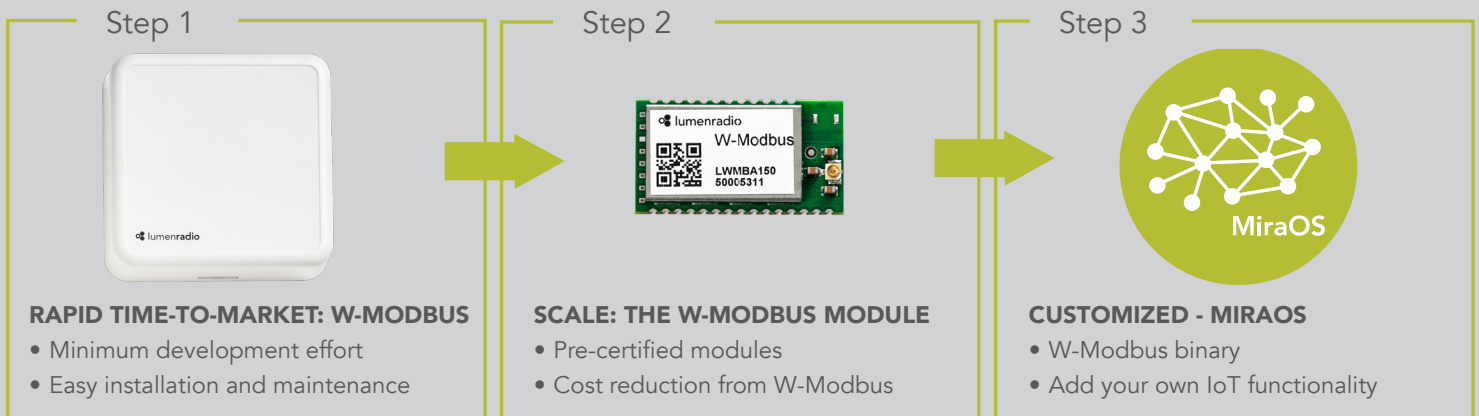 Step 1
lumenradio
RAPID TIME-TO-MARKET: W-MODBUS
• Minimum development effort
• Easy installation and maintenance
Step 2
lumenradio
W-Modbus
LWMBA150
50005311
SCALE: THE W-MODBUS MODULE
• Pre-certified modules
• Cost reduction from W-Modbus
Step 3
MiraOS
CUSTOMIZED - MIRAOS
• W-Modbus binary
• Add your own IoT functionality